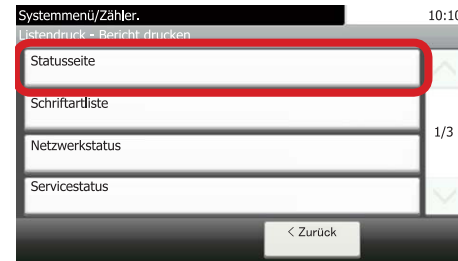 Systemmenü/Zähler.
10:10
Listendruck - Bericht drucken
Statusseite
Schriftartliste
1/3
Netzwerkstatus
Servicestatus
< Zurück